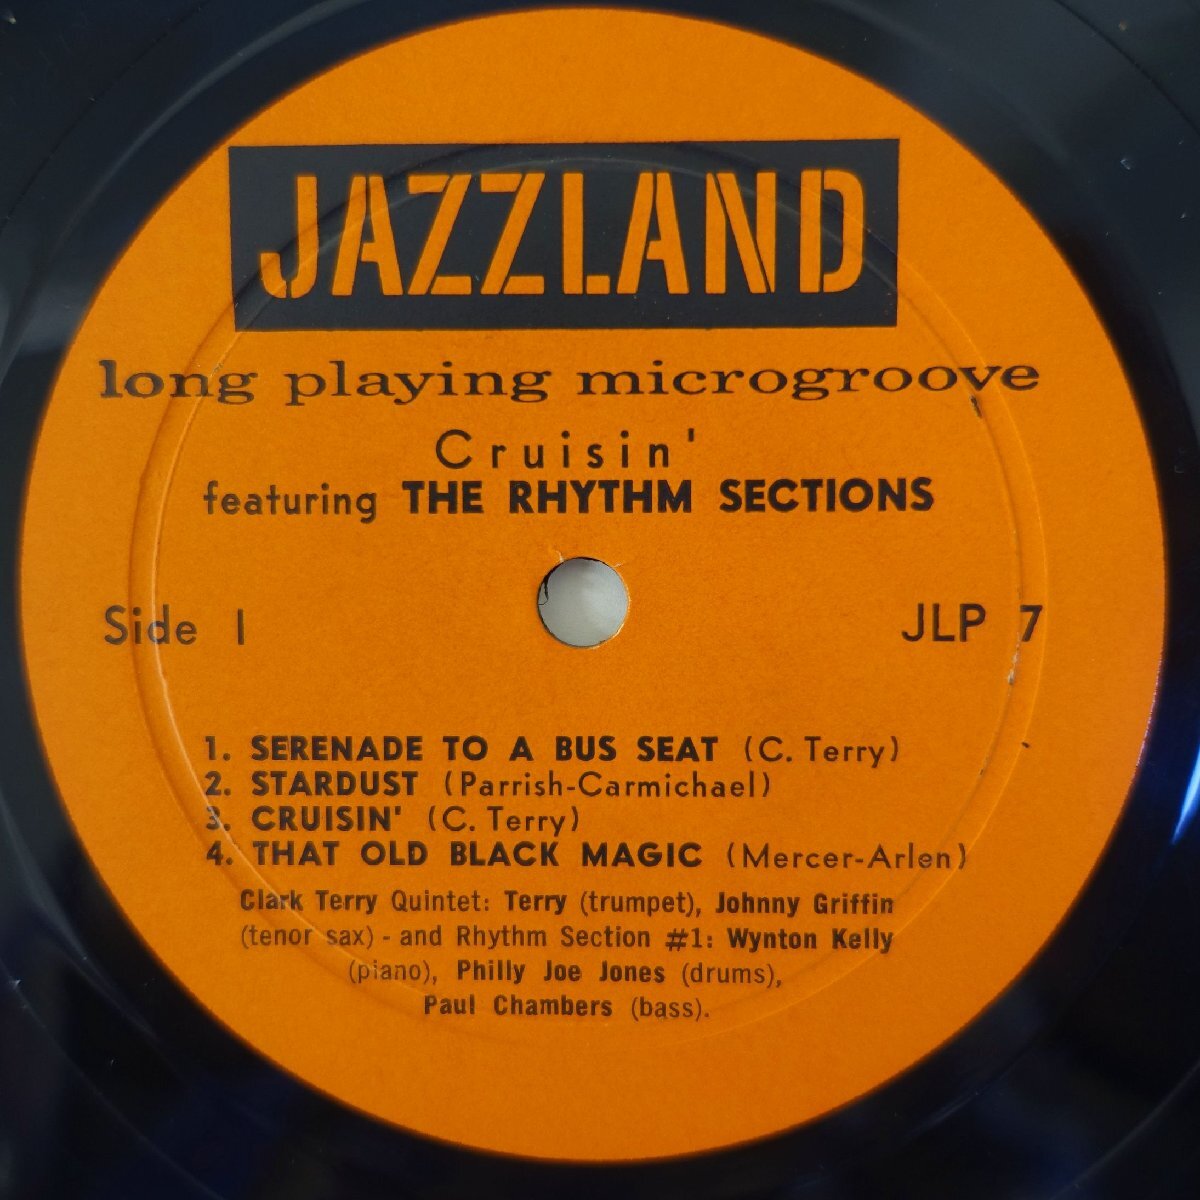 JAZZLAND
long playing microgroove
Cruisin'
featuring THE RHYTHM SECTIONS
Side 1 JLP 7
1. SERENADE TO A BUS SEAT (C. Terry)
2. STARDUST (Parrish-Carmichael)
3. CRUISIN' (C. Terry)
4. THAT OLD BLACK MAGIC (Mercer-Arlen)
Clark Terry Quintet: Terry (trumpet), Johnny Griffin
(tenor sax) - and Rhythm Section #1: Wynton Kelly
(piano), Philly Joe Jones (drums),
Paul Chambers (bass).